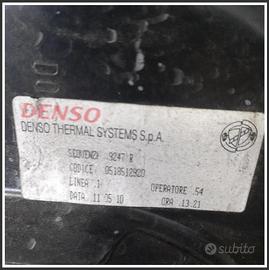 DENSO
DENSO THERMAL SYSTEMS S.p.A.
SEQUENZA 9247 R
CODICE 0518512920
LINEA 1 OPERATORE 54
DATA 11 05 10 ORA 13.21
subito